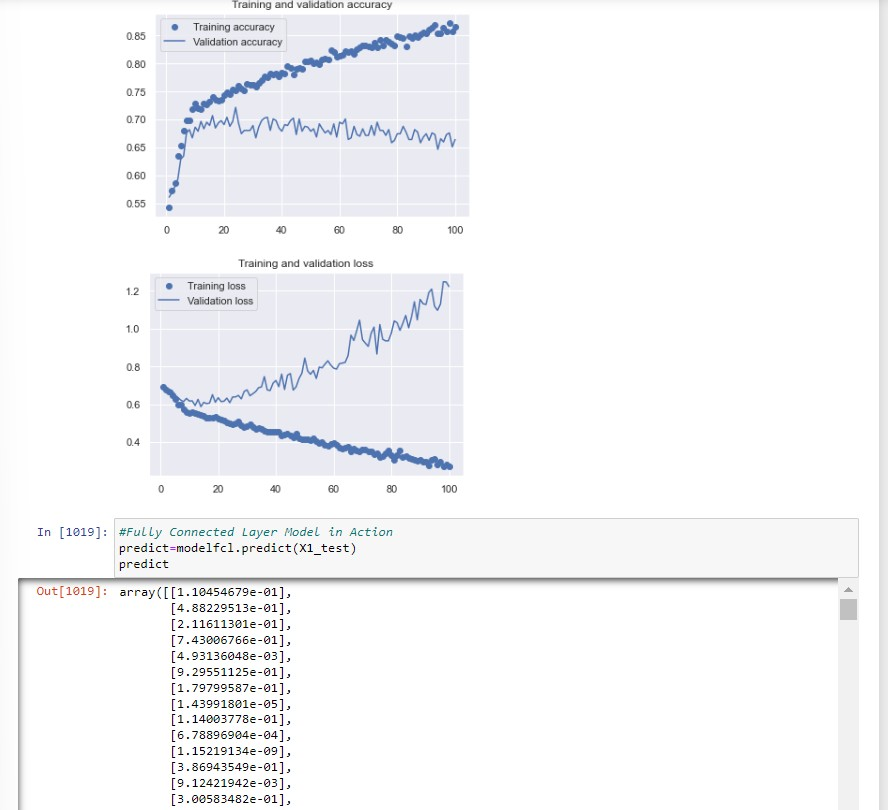 Training and validation accuracy
Training accuracy
Validation accuracy
0.85
0.80
0.75
0.70
0.65
0.60
0.55
0 20 40 60 80 100
Training and validation loss
Training loss
Validation loss
1.2
1.0
0.8
0.6
0.4
0 20 40 60 80 100
In [1019]: #Fully Connected Layer Model in Action
predict=modelfcl.predict(X1_test)
predict
Out[1019]: array([[1.10454679e-01],
[4.88229513e-01],
[2.11611301e-01],
[7.43006766e-01],
[4.93136048e-03],
[9.29551125e-01],
[1.79799587e-01],
[1.43991801e-05],
[1.14003778e-01],
[6.78896904e-04],
[1.15219134e-09],
[3.86943549e-01],
[9.12421942e-03],
[3.00583482e-01],